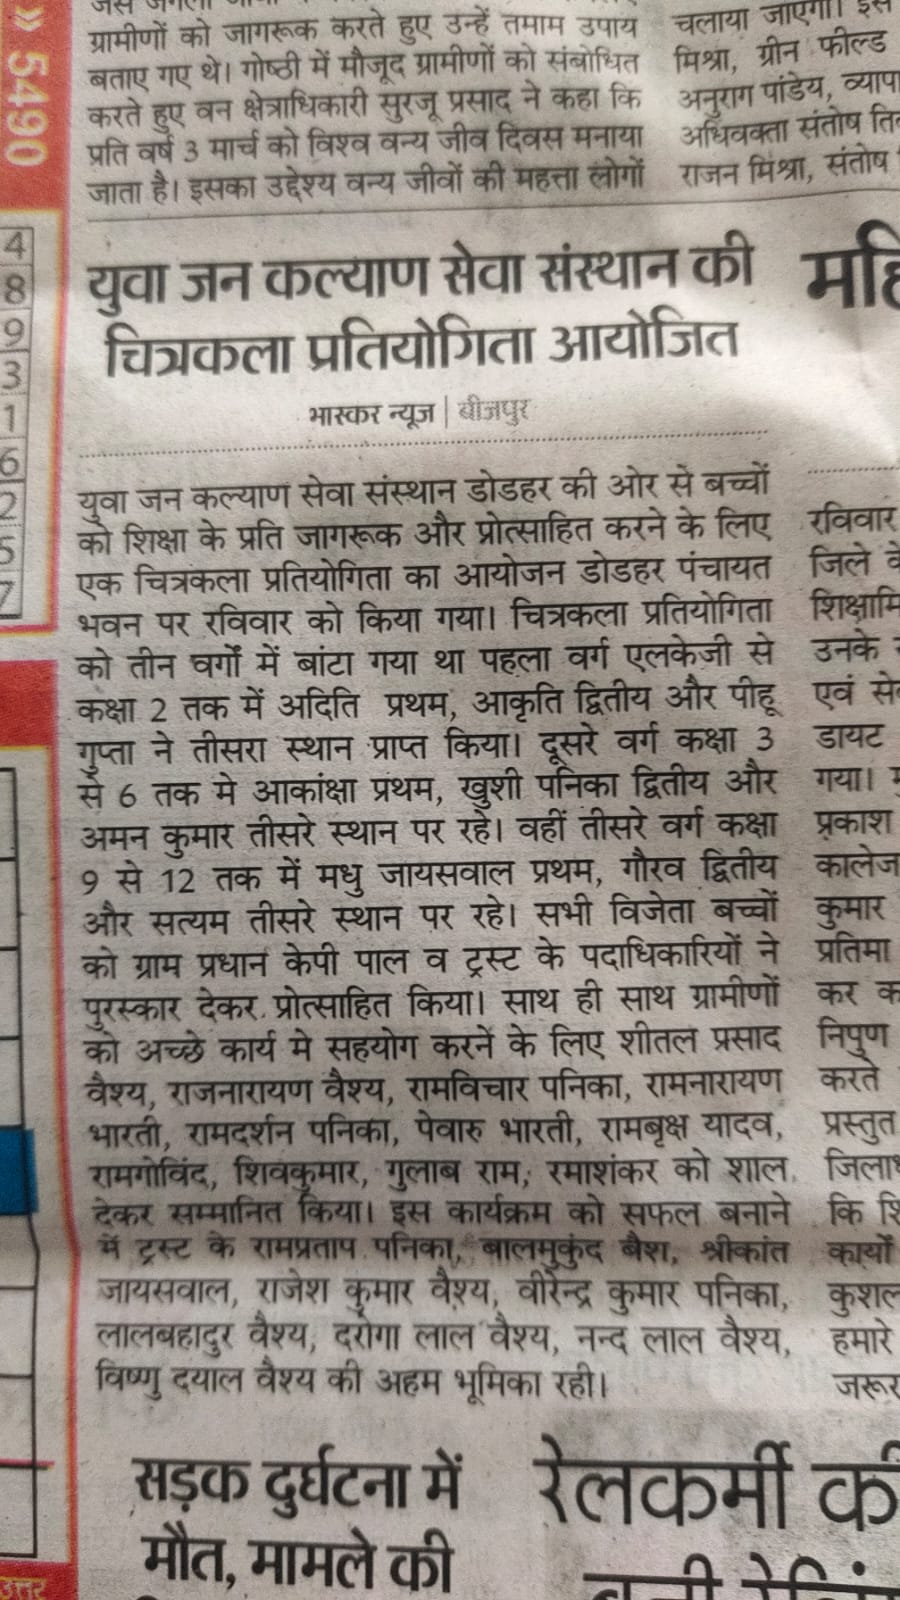 ग्रामीणों को जागरूक करते हुए उन्हें तमाम उपाय
बताए गए थे। गोष्ठी में मौजूद ग्रामीणों को संबोधित
करते हुए वन क्षेत्राधिकारी सुरजू प्रसाद ने कहा कि
प्रति वर्ष 3 मार्च को विश्व वन्य जीव दिवस मनाया
जाता है। इसका उद्देश्य वन्य जीवों की महत्ता लोगों
चलाया जाएगा। इस
मिश्रा, ग्रीन फील्ड
अनुराग पांडेय, व्यापा
अधिवक्ता संतोष
राजन मिश्रा, संतोष
» 5490
4
8
9
3
1
6
2
5
7
युवा जन कल्याण सेवा संस्थान की
चित्रकला प्रतियोगिता आयोजित
भास्कर न्यूज | बीजपुर
युवा जन कल्याण सेवा संस्थान डोडहर की ओर से बच्चों
को शिक्षा के प्रति जागरूक और प्रोत्साहित करने के लिए
एक चित्रकला प्रतियोगिता का आयोजन डोडहर पंचायत
भवन पर रविवार को किया गया। चित्रकला प्रतियोगिता
को तीन वर्गों में बांटा गया था पहला वर्ग एलकेजी से
कक्षा 2 तक में अदिति प्रथम, आकृति द्वितीय और पीहू
गुप्ता ने तीसरा स्थान प्राप्त किया। दूसरे वर्ग कक्षा 3
से 6 तक मे आकांक्षा प्रथम, खुशी पनिका द्वितीय और
अमन कुमार तीसरे स्थान पर रहे। वहीं तीसरे वर्ग कक्षा
9 से 12 तक में मधु जायसवाल प्रथम, गौरव द्वितीय
और सत्यम तीसरे स्थान पर रहे। सभी विजेता बच्चों
को ग्राम प्रधान केपी पाल व ट्रस्ट के पदाधिकारियों ने
पुरस्कार देकर प्रोत्साहित किया। साथ ही साथ ग्रामीणों
को अच्छे कार्य मे सहयोग करने के लिए शीतल प्रसाद
वैश्य, राजनारायण वैश्य, रामविचार पनिका, रामनारायण
भारती, रामदर्शन पनिका, पेवारु भारती, रामबृक्ष यादव,
रामगोविंद, शिवकुमार, गुलाब राम, रमाशंकर को शाल
देकर सम्मानित किया। इस कार्यक्रम को सफल बनाने
में ट्रस्ट के रामप्रताप पनिका, बालमुकुंद बैश, श्रीकांत
जायसवाल, राजेश कुमार वैश्य, वीरेन्द्र कुमार पनिका,
लालबहादुर वैश्य, दरोगा लाल वैश्य, नन्द लाल वैश्य,
विष्णु दयाल वैश्य की अहम भूमिका रही।
महि
रविवार
जिले के
शिक्षामि
उनके
एवं से
डायट
गया।
प्रकाश
कालेज
कुमार
प्रतिमा
कर क
निपुण
करते
प्रस्तुत
जिला
कि शि
कार्यों
कुशल
हमारे
जरूर
सड़क दुर्घटना में
मौत, मामले की
रेलकर्मी की
उत्तर